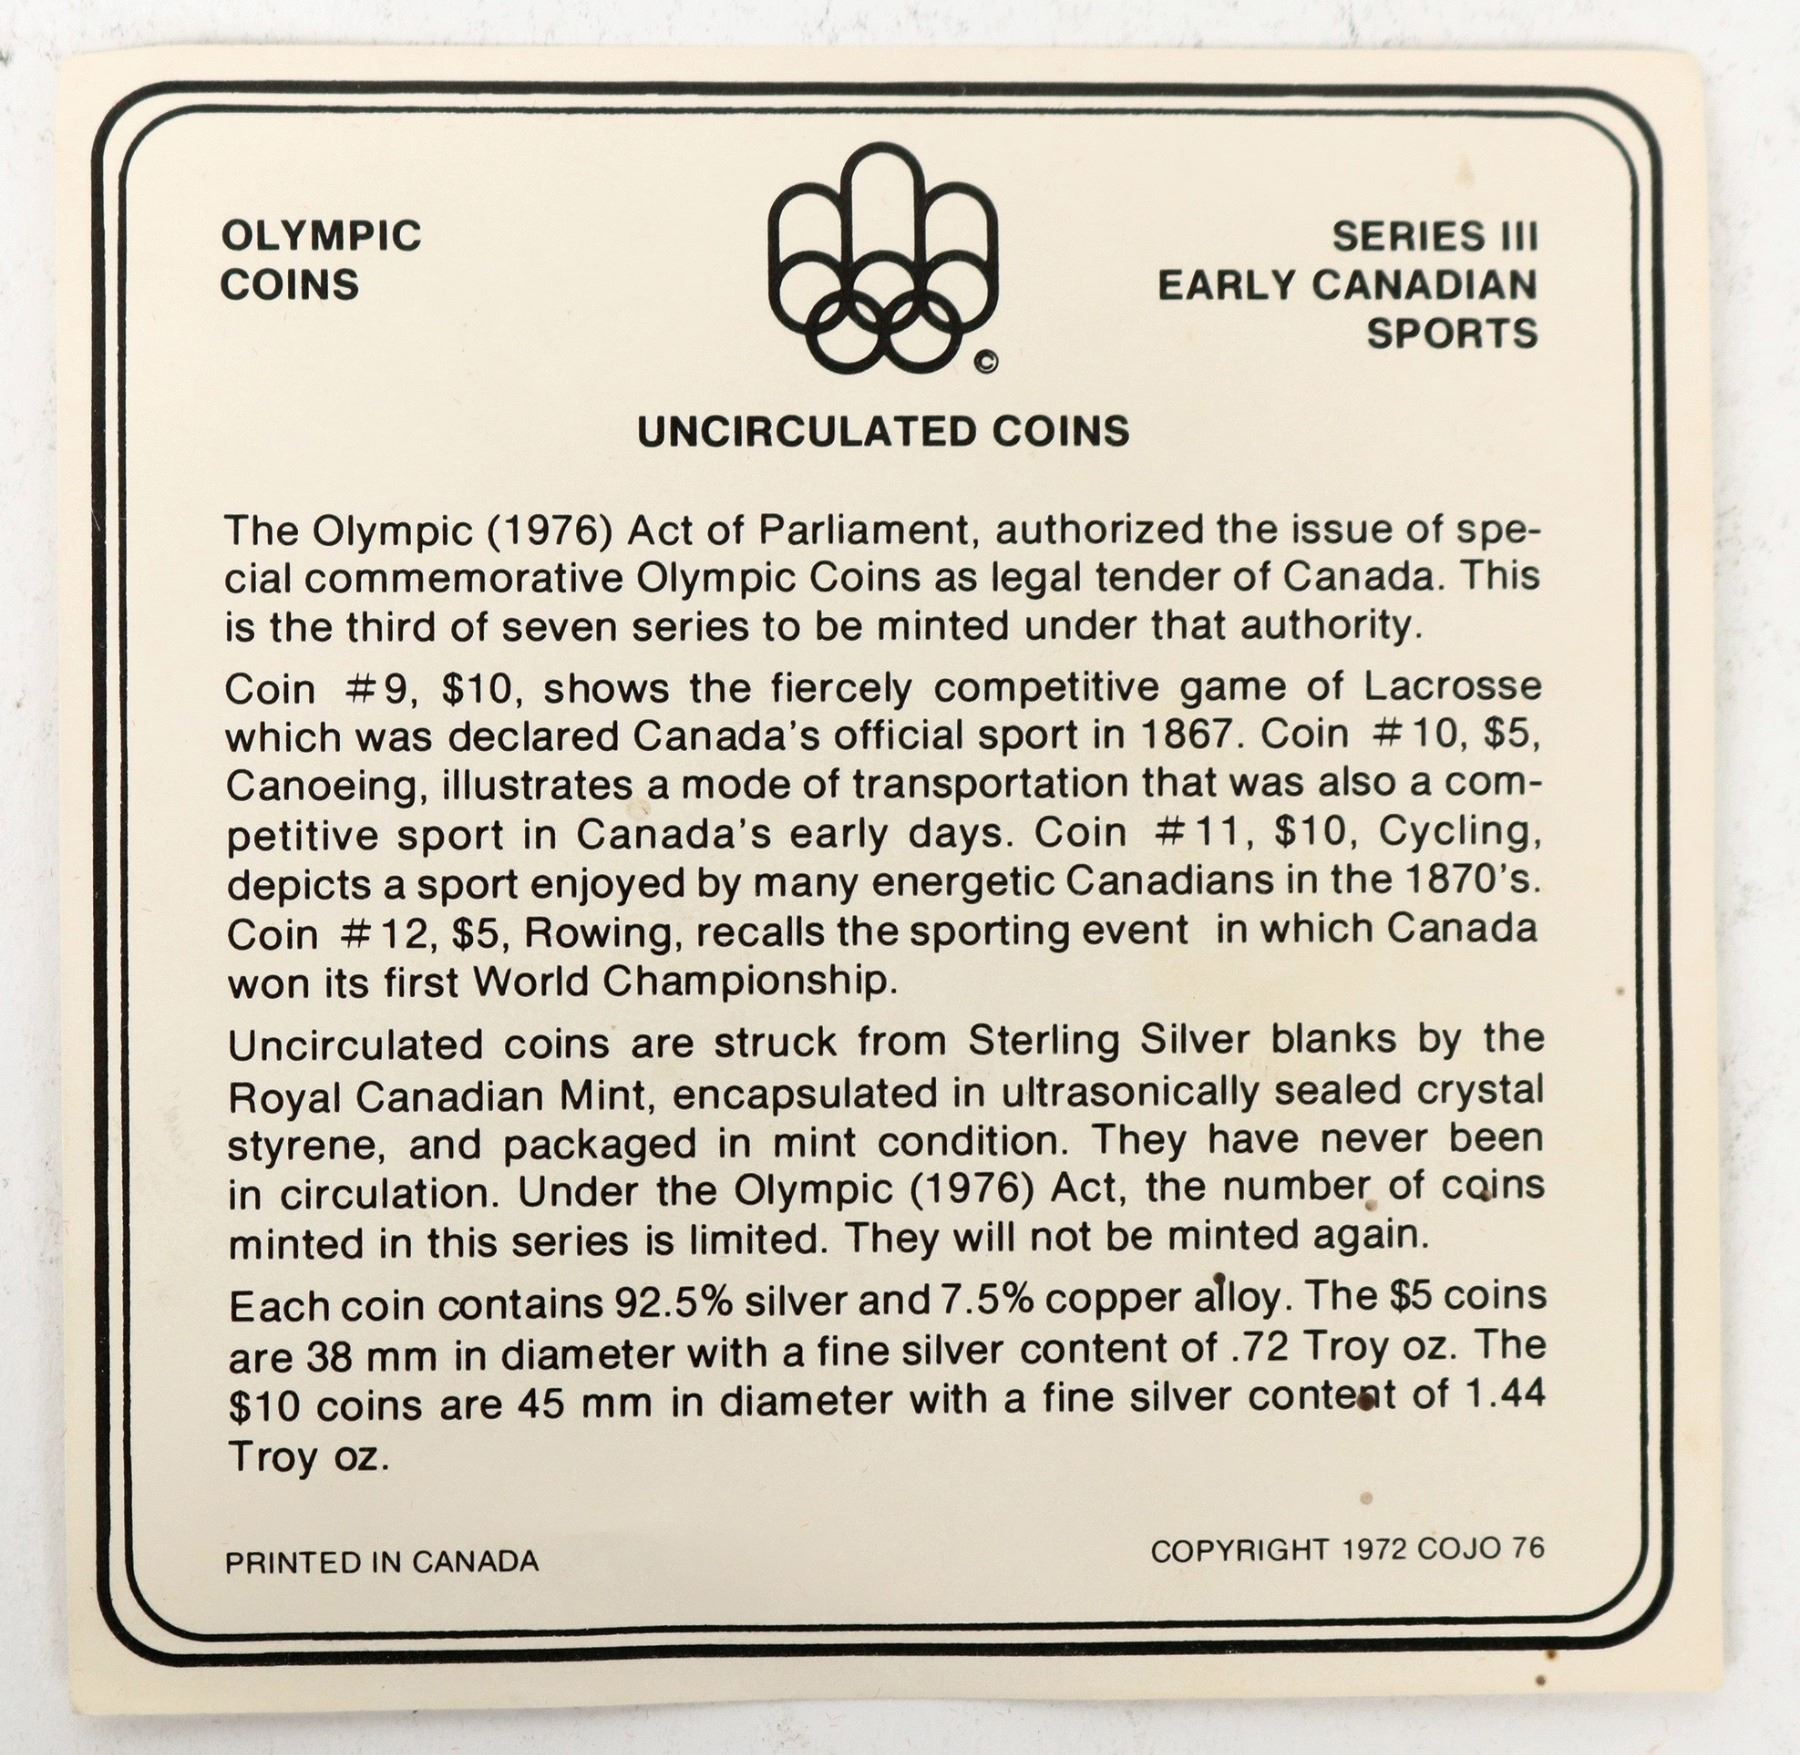 OLYMPIC
COINS
SERIES III
EARLY CANADIAN
SPORTS
©
UNCIRCULATED COINS
The Olympic (1976) Act of Parliament, authorized the issue of spe-
cial commemorative Olympic Coins as legal tender of Canada. This
is the third of seven series to be minted under that authority.
Coin #9, $10, shows the fiercely competitive game of Lacrosse
which was declared Canada's official sport in 1867. Coin #10, $5,
Canoeing, illustrates a mode of transportation that was also a com-
petitive sport in Canada's early days. Coin #11, $10, Cycling,
depicts a sport enjoyed by many energetic Canadians in the 1870's.
Coin #12, $5, Rowing, recalls the sporting event in which Canada
won its first World Championship.
Uncirculated coins are struck from Sterling Silver blanks by the
Royal Canadian Mint, encapsulated in ultrasonically sealed crystal
styrene, and packaged in mint condition. They have never been
in circulation. Under the Olympic (1976) Act, the number of coins
minted in this series is limited. They will not be minted again.
Each coin contains 92.5% silver and 7.5% copper alloy. The $5 coins
are 38 mm in diameter with a fine silver content of .72 Troy oz. The
$10 coins are 45 mm in diameter with a fine silver content of 1.44
Troy oz.
PRINTED IN CANADA
COPYRIGHT 1972 COJO 76